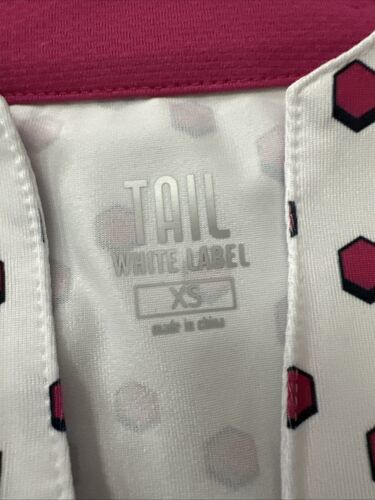 TAIL
WHITE LABEL
XS
made in china